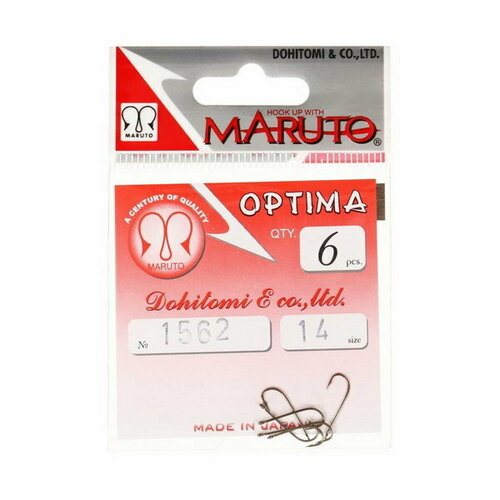 DOHITOMI & CO.,LTD.
HOOK UP WITH
MARUTO®
MARUTO
A CENTURY OF QUALITY
OPTIMA
QTY. 6 pcs.
MARUTO
Dohitomi & co.,ltd.
№ 1562 14 size
MADE IN JAPAN